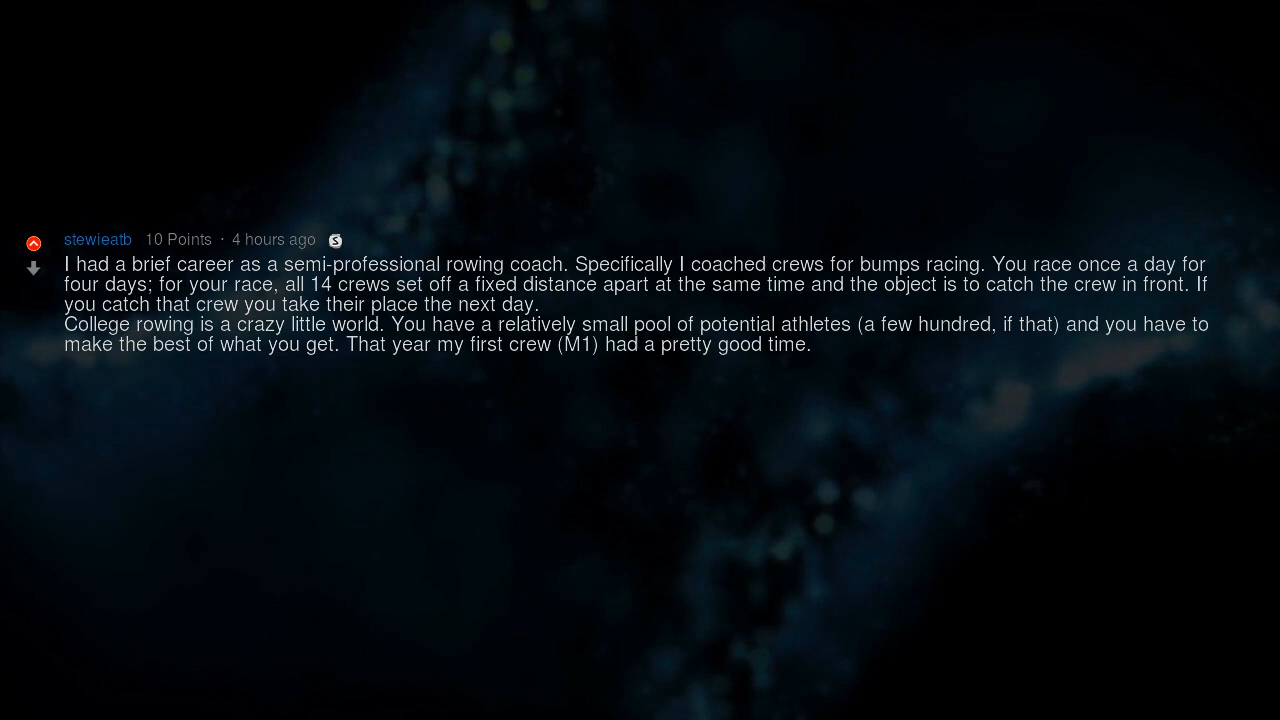 stewieatb 10 Points · 4 hours ago S
I had a brief career as a semi-professional rowing coach. Specifically I coached crews for bumps racing. You race once a day for
four days; for your race, all 14 crews set off a fixed distance apart at the same time and the object is to catch the crew in front. If
you catch that crew you take their place the next day.
College rowing is a crazy little world. You have a relatively small pool of potential athletes (a few hundred, if that) and you have to
make the best of what you get. That year my first crew (M1) had a pretty good time.